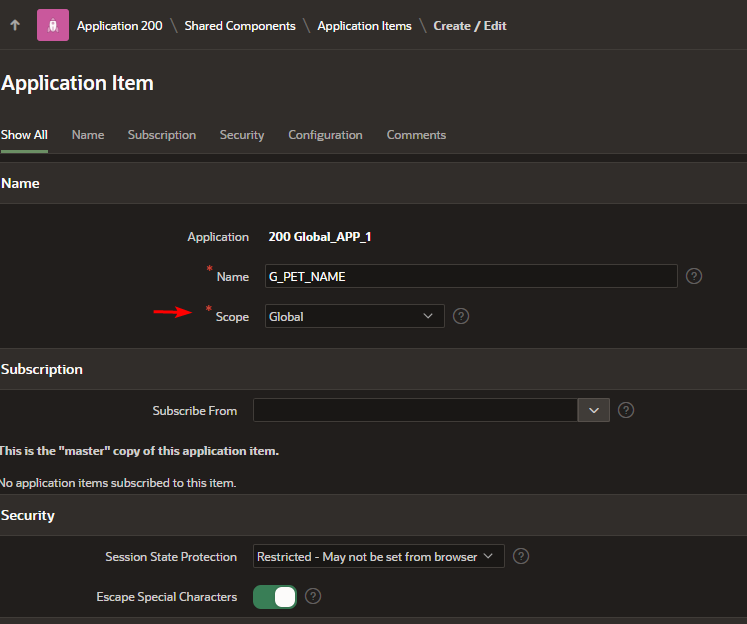 Application 200 \ Shared Components \ Application Items \ Create / Edit
Application Item
Show All Name Subscription Security Configuration Comments
Name
Application 200 Global_APP_1
* Name G_PET_NAME ?
* Scope Global ?
Subscription
Subscribe From ?
This is the "master" copy of this application item.
No application items subscribed to this item.
Security
Session State Protection Restricted - May not be set from browser ?
Escape Special Characters ?